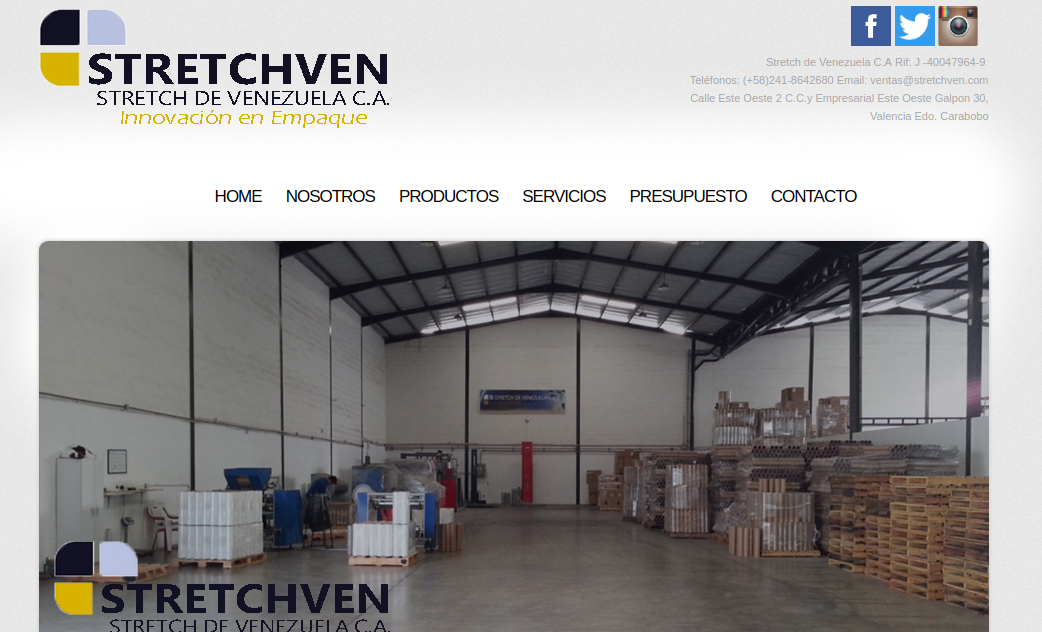 STRETCHVEN
STRETCH DE VENEZUELA C.A.
Innovación en Empaque
Stretch de Venezuela C.A Rif: J -40047964-9
Teléfonos: (+58)241-8642680 Email: ventas@stretchven.com
Calle Este Oeste 2 C.C.y Empresarial Este Oeste Galpon 30,
Valencia Edo. Carabobo
HOME NOSOTROS PRODUCTOS SERVICIOS PRESUPUESTO CONTACTO
STRETCH DE VENEZUELA
STRETCHVEN
STRETCH DE VENEZUELA C.A.